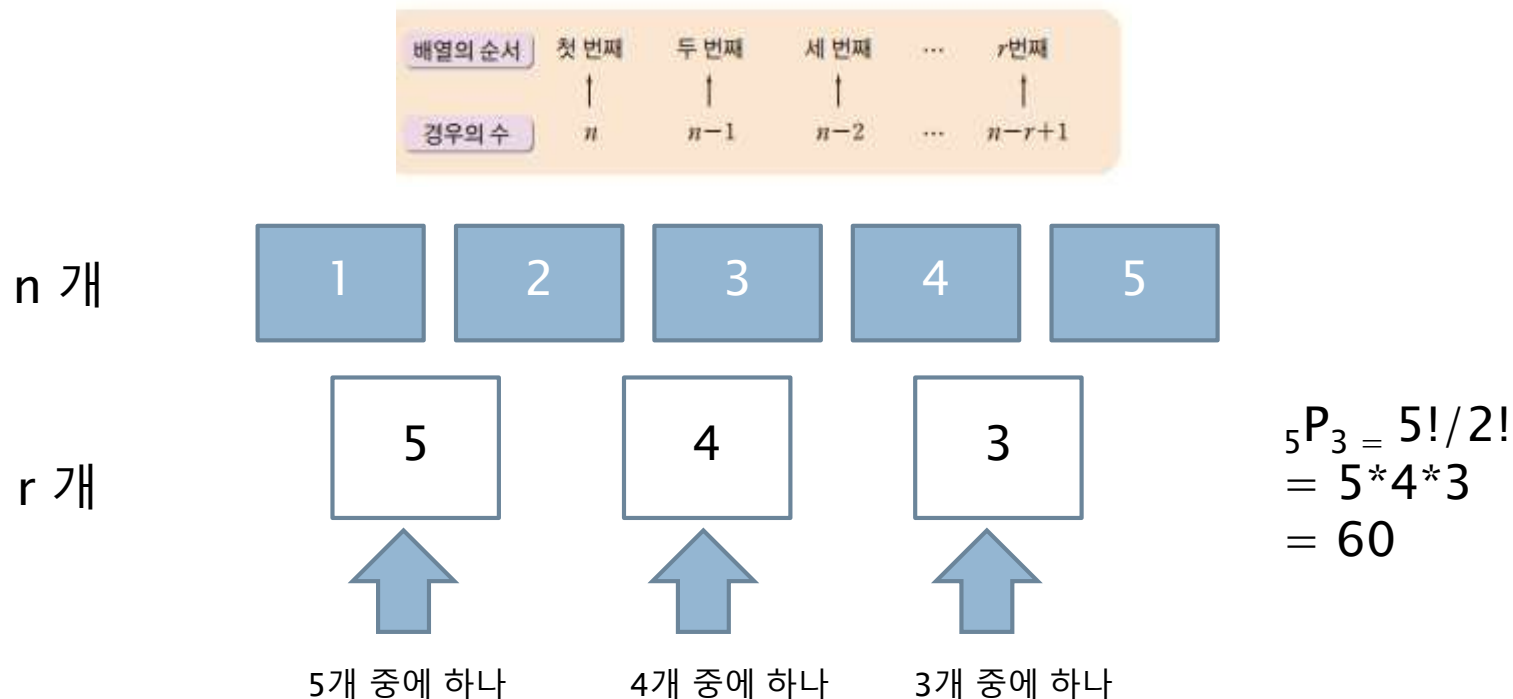 배열의 순서 첫 번째 두 번째 세 번째 … r번째
경우의 수 n n−1 n−2 … n−r+1
n 개 1 2 3 4 5
r 개 5 4 3
₅P₃ = 5!/2!
= 5*4*3
= 60
5개 중에 하나 4개 중에 하나 3개 중에 하나